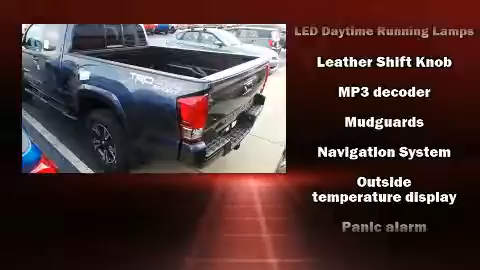 LED Daytime Running Lamps
Leather Shift Knob
MP3 decoder
Mudguards
Navigation System
Outside
temperature display
Panic alarm
TRD